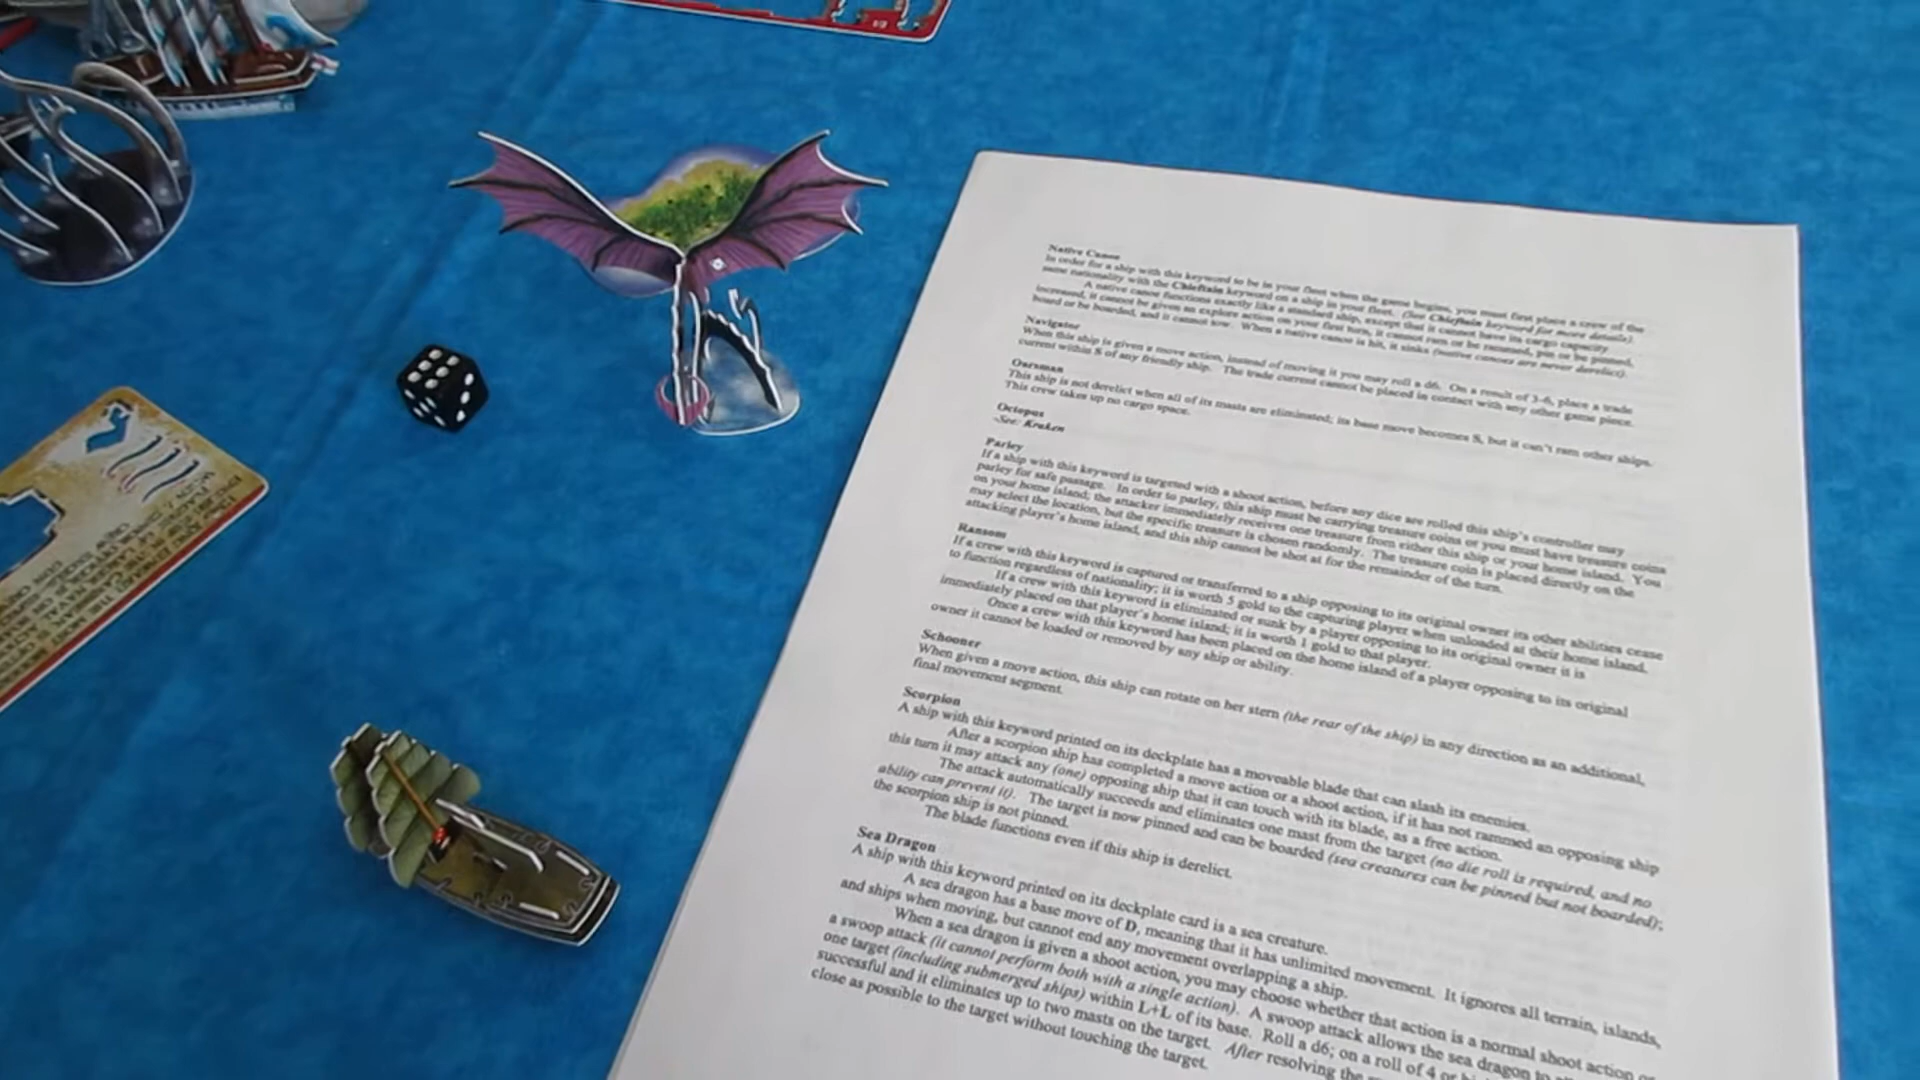 Native Canoe
In order for a ship with this keyword to be in your fleet when the game begins, you must first place a crew of the
same nationality with the Chieftain keyword on a ship in your fleet. (See Chieftain keyword for more details).
A native canoe functions exactly like a standard ship, except that it cannot have its cargo capacity
increased, it cannot be given an explore action on your first turn, it cannot ram or be rammed, pin or be pinned,
board or be boarded, and it cannot tow. When a native canoe is hit, it sinks (native canoes are never derelict).
Navigator
When this ship is given a move action, instead of moving it you may roll a d6. On a result of 3-6, place a trade
current within S of any friendly ship. The trade current cannot be placed in contact with any other game piece.
Oarsman
This ship is not derelict when all of its masts are eliminated; its base move becomes S, but it can't ram other ships.
This crew takes up no cargo space.
Octopus
-See: Kraken
Parley
If a ship with this keyword is targeted with a shoot action, before any dice are rolled this ship's controller may
parley for safe passage. In order to parley, this ship must be carrying treasure coins or you must have treasure coins
on your home island; the attacker immediately receives one treasure from either this ship or your home island. You
may select the location, but the specific treasure is chosen randomly. The treasure coin is placed directly on the
attacking player's home island, and this ship cannot be shot at for the remainder of the turn.
Ransom
If a crew with this keyword is captured or transferred to a ship opposing to its original owner its other abilities cease
to function regardless of nationality; it is worth 5 gold to the capturing player when unloaded at their home island.
If a crew with this keyword is eliminated or sunk by a player opposing to its original owner it is
immediately placed on that player's home island; it is worth 1 gold to that player.
Once a crew with this keyword has been placed on the home island of a player opposing to its original
owner it cannot be loaded or removed by any ship or ability.
Schooner
When given a move action, this ship can rotate on her stern (the rear of the ship) in any direction as an additional,
final movement segment.
Scorpion
A ship with this keyword printed on its deckplate has a moveable blade that can slash its enemies.
After a scorpion ship has completed a move action or a shoot action, if it has not rammed an opposing ship
this turn it may attack any (one) opposing ship that it can touch with its blade, as a free action.
The attack automatically succeeds and eliminates one mast from the target (no die roll is required, and no
ability can prevent it). The target is now pinned and can be boarded (sea creatures can be pinned but not boarded);
the scorpion ship is not pinned.
The blade functions even if this ship is derelict.
Sea Dragon
A ship with this keyword printed on its deckplate card is a sea creature.
A sea dragon has a base move of D, meaning that it has unlimited movement. It ignores all terrain, islands,
and ships when moving, but cannot end any movement overlapping a ship.
When a sea dragon is given a shoot action, you may choose whether that action is a normal shoot action or
a swoop attack (it cannot perform both with a single action). A swoop attack allows the sea dragon to
one target (including submerged ships) within L+L of its base. Roll a d6; on a roll of 4 or
successful and it eliminates up to two masts on the target. After resolving the
close as possible to the target without touching the target.